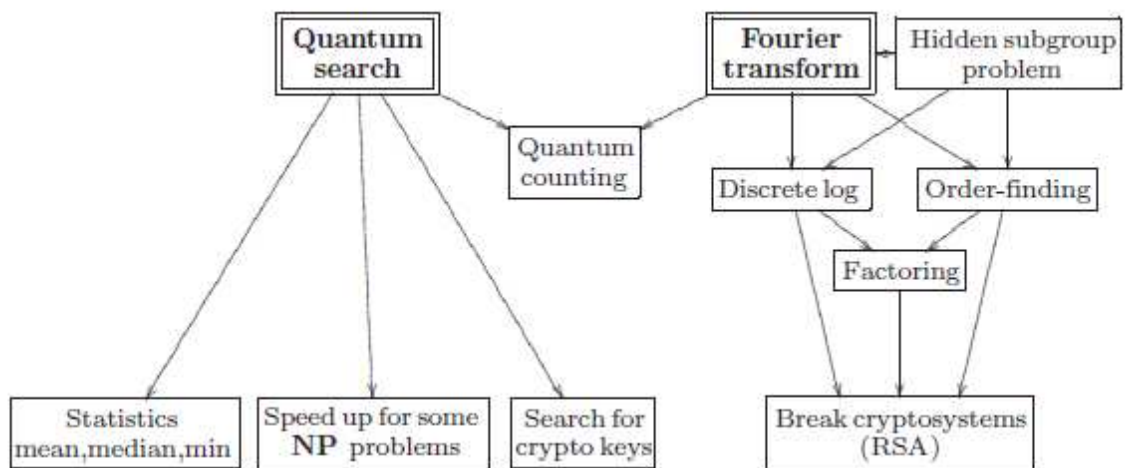 Quantum
search
Fourier
transform
Hidden subgroup
problem
Quantum
counting
Discrete log
Order-finding
Factoring
Statistics
mean,median,min
Speed up for some
NP problems
Search for
crypto keys
Break cryptosystems
(RSA)